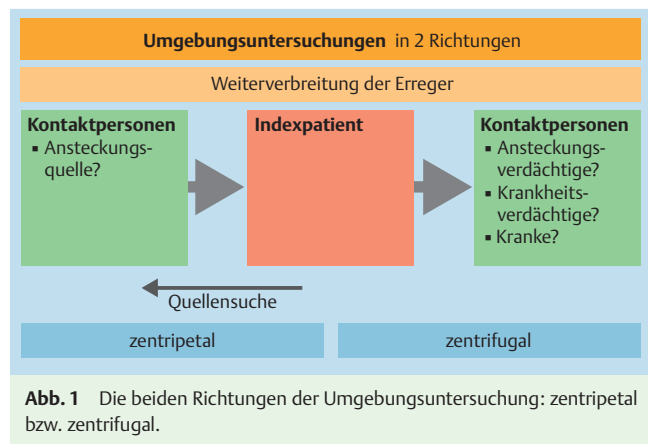 Umgebungsuntersuchungen in 2 Richtungen
Weiterverbreitung der Erreger
Kontaktpersonen
▪ Ansteckungs-
quelle?
Indexpatient
Kontaktpersonen
▪ Ansteckungs-
verdächtige?
▪ Krankheits-
verdächtige?
▪ Kranke?
Quellensuche
zentripetal
zentrifugal
Abb. 1 Die beiden Richtungen der Umgebungsuntersuchung: zentripetal
bzw. zentrifugal.